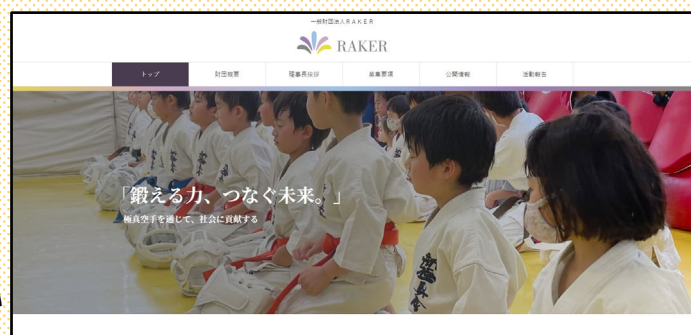 一般財団法人RAKER
RAKER
トップ 財団概要 理事長挨拶 募集要項 公開情報 活動報告
「鍛える力、つなぐ未来。」
極真空手を通じて、社会に貢献する
極真会